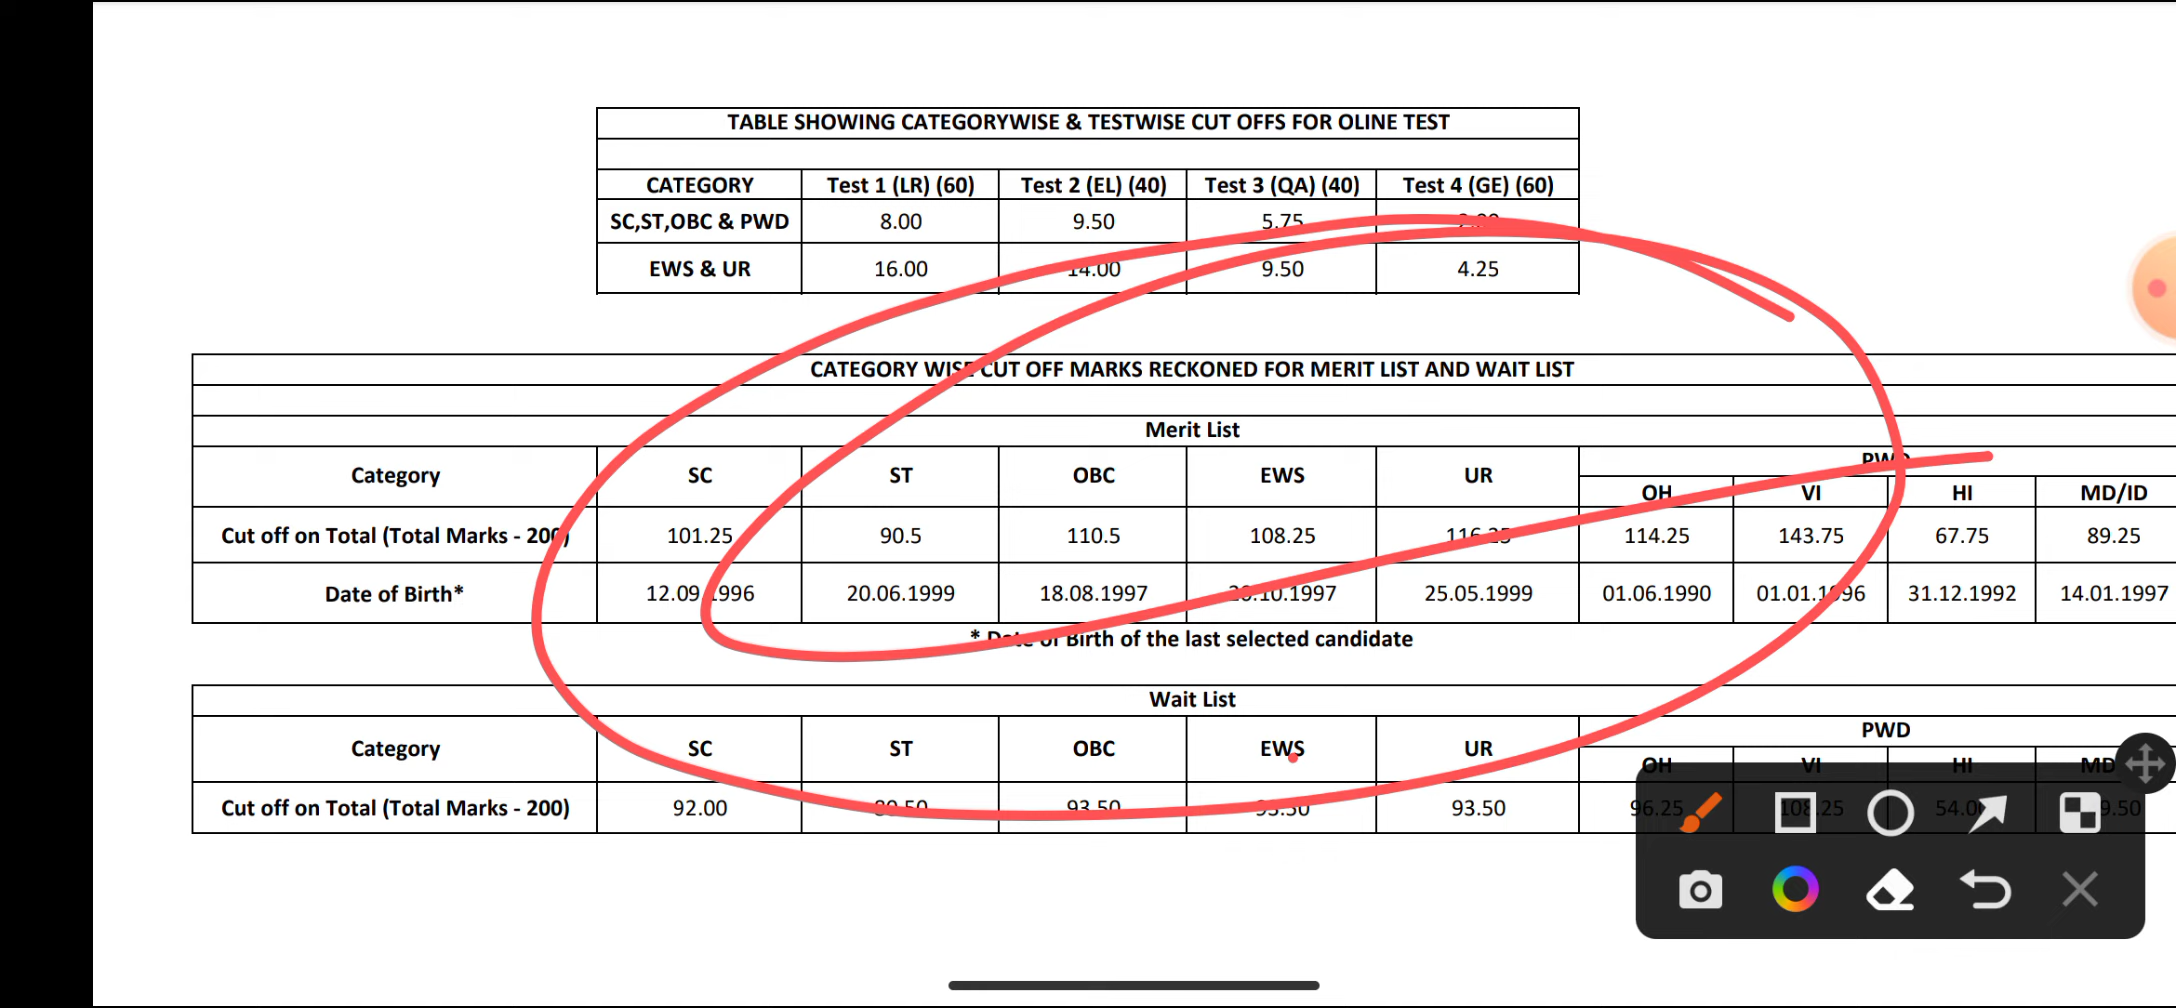 TABLE SHOWING CATEGORYWISE & TESTWISE CUT OFFS FOR OLINE TEST
CATEGORY Test 1 (LR) (60) Test 2 (EL) (40) Test 3 (QA) (40) Test 4 (GE) (60)
SC,ST,OBC & PWD 8.00 9.50 5.75
EWS & UR 16.00 14.00 9.50 4.25
CATEGORY WISE CUT OFF MARKS RECKONED FOR MERIT LIST AND WAIT LIST
Merit List
Category SC ST OBC EWS UR PWD
OH VI HI MD/ID
Cut off on Total (Total Marks - 200) 101.25 90.5 110.5 108.25 114.25 143.75 67.75 89.25
Date of Birth* 12.09.1996 20.06.1999 18.08.1997 25.05.1999 01.06.1990 01.01.1996 31.12.1992 14.01.1997
* Date of Birth of the last selected candidate
Wait List
Category SC ST OBC EWS UR PWD
OH VI HI
Cut off on Total (Total Marks - 200) 92.00 93.50 93.50 96.25 108.25